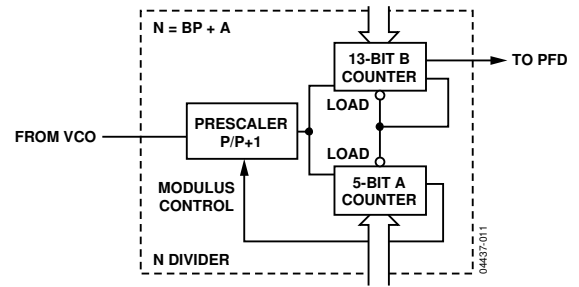 N = BP + A
13-BIT B
COUNTER
TO PFD
LOAD
PRESCALER
P/P+1
FROM VCO
LOAD
MODULUS
CONTROL
5-BIT A
COUNTER
N DIVIDER
04437-011